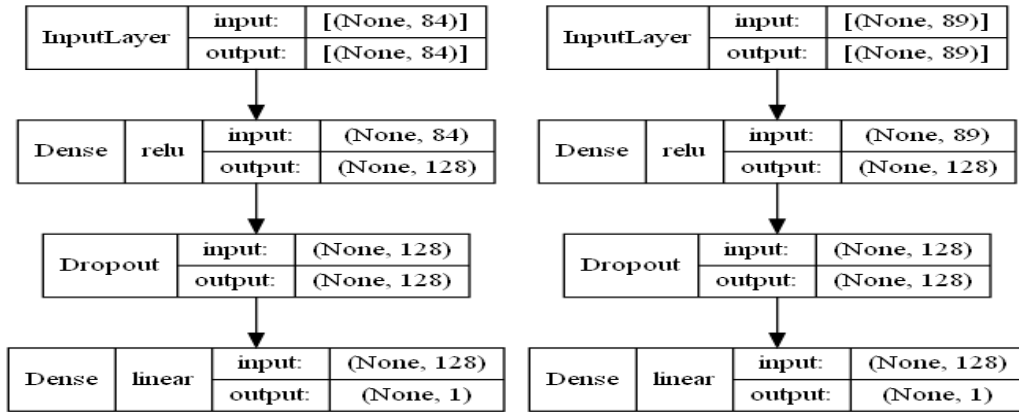 InputLayer input: [(None, 84)]
output: [(None, 84)]
Dense relu input: (None, 84)
output: (None, 128)
Dropout input: (None, 128)
output: (None, 128)
Dense linear input: (None, 128)
output: (None, 1)
InputLayer input: [(None, 89)]
output: [(None, 89)]
Dense relu input: (None, 89)
output: (None, 128)
Dropout input: (None, 128)
output: (None, 128)
Dense linear input: (None, 128)
output: (None, 1)